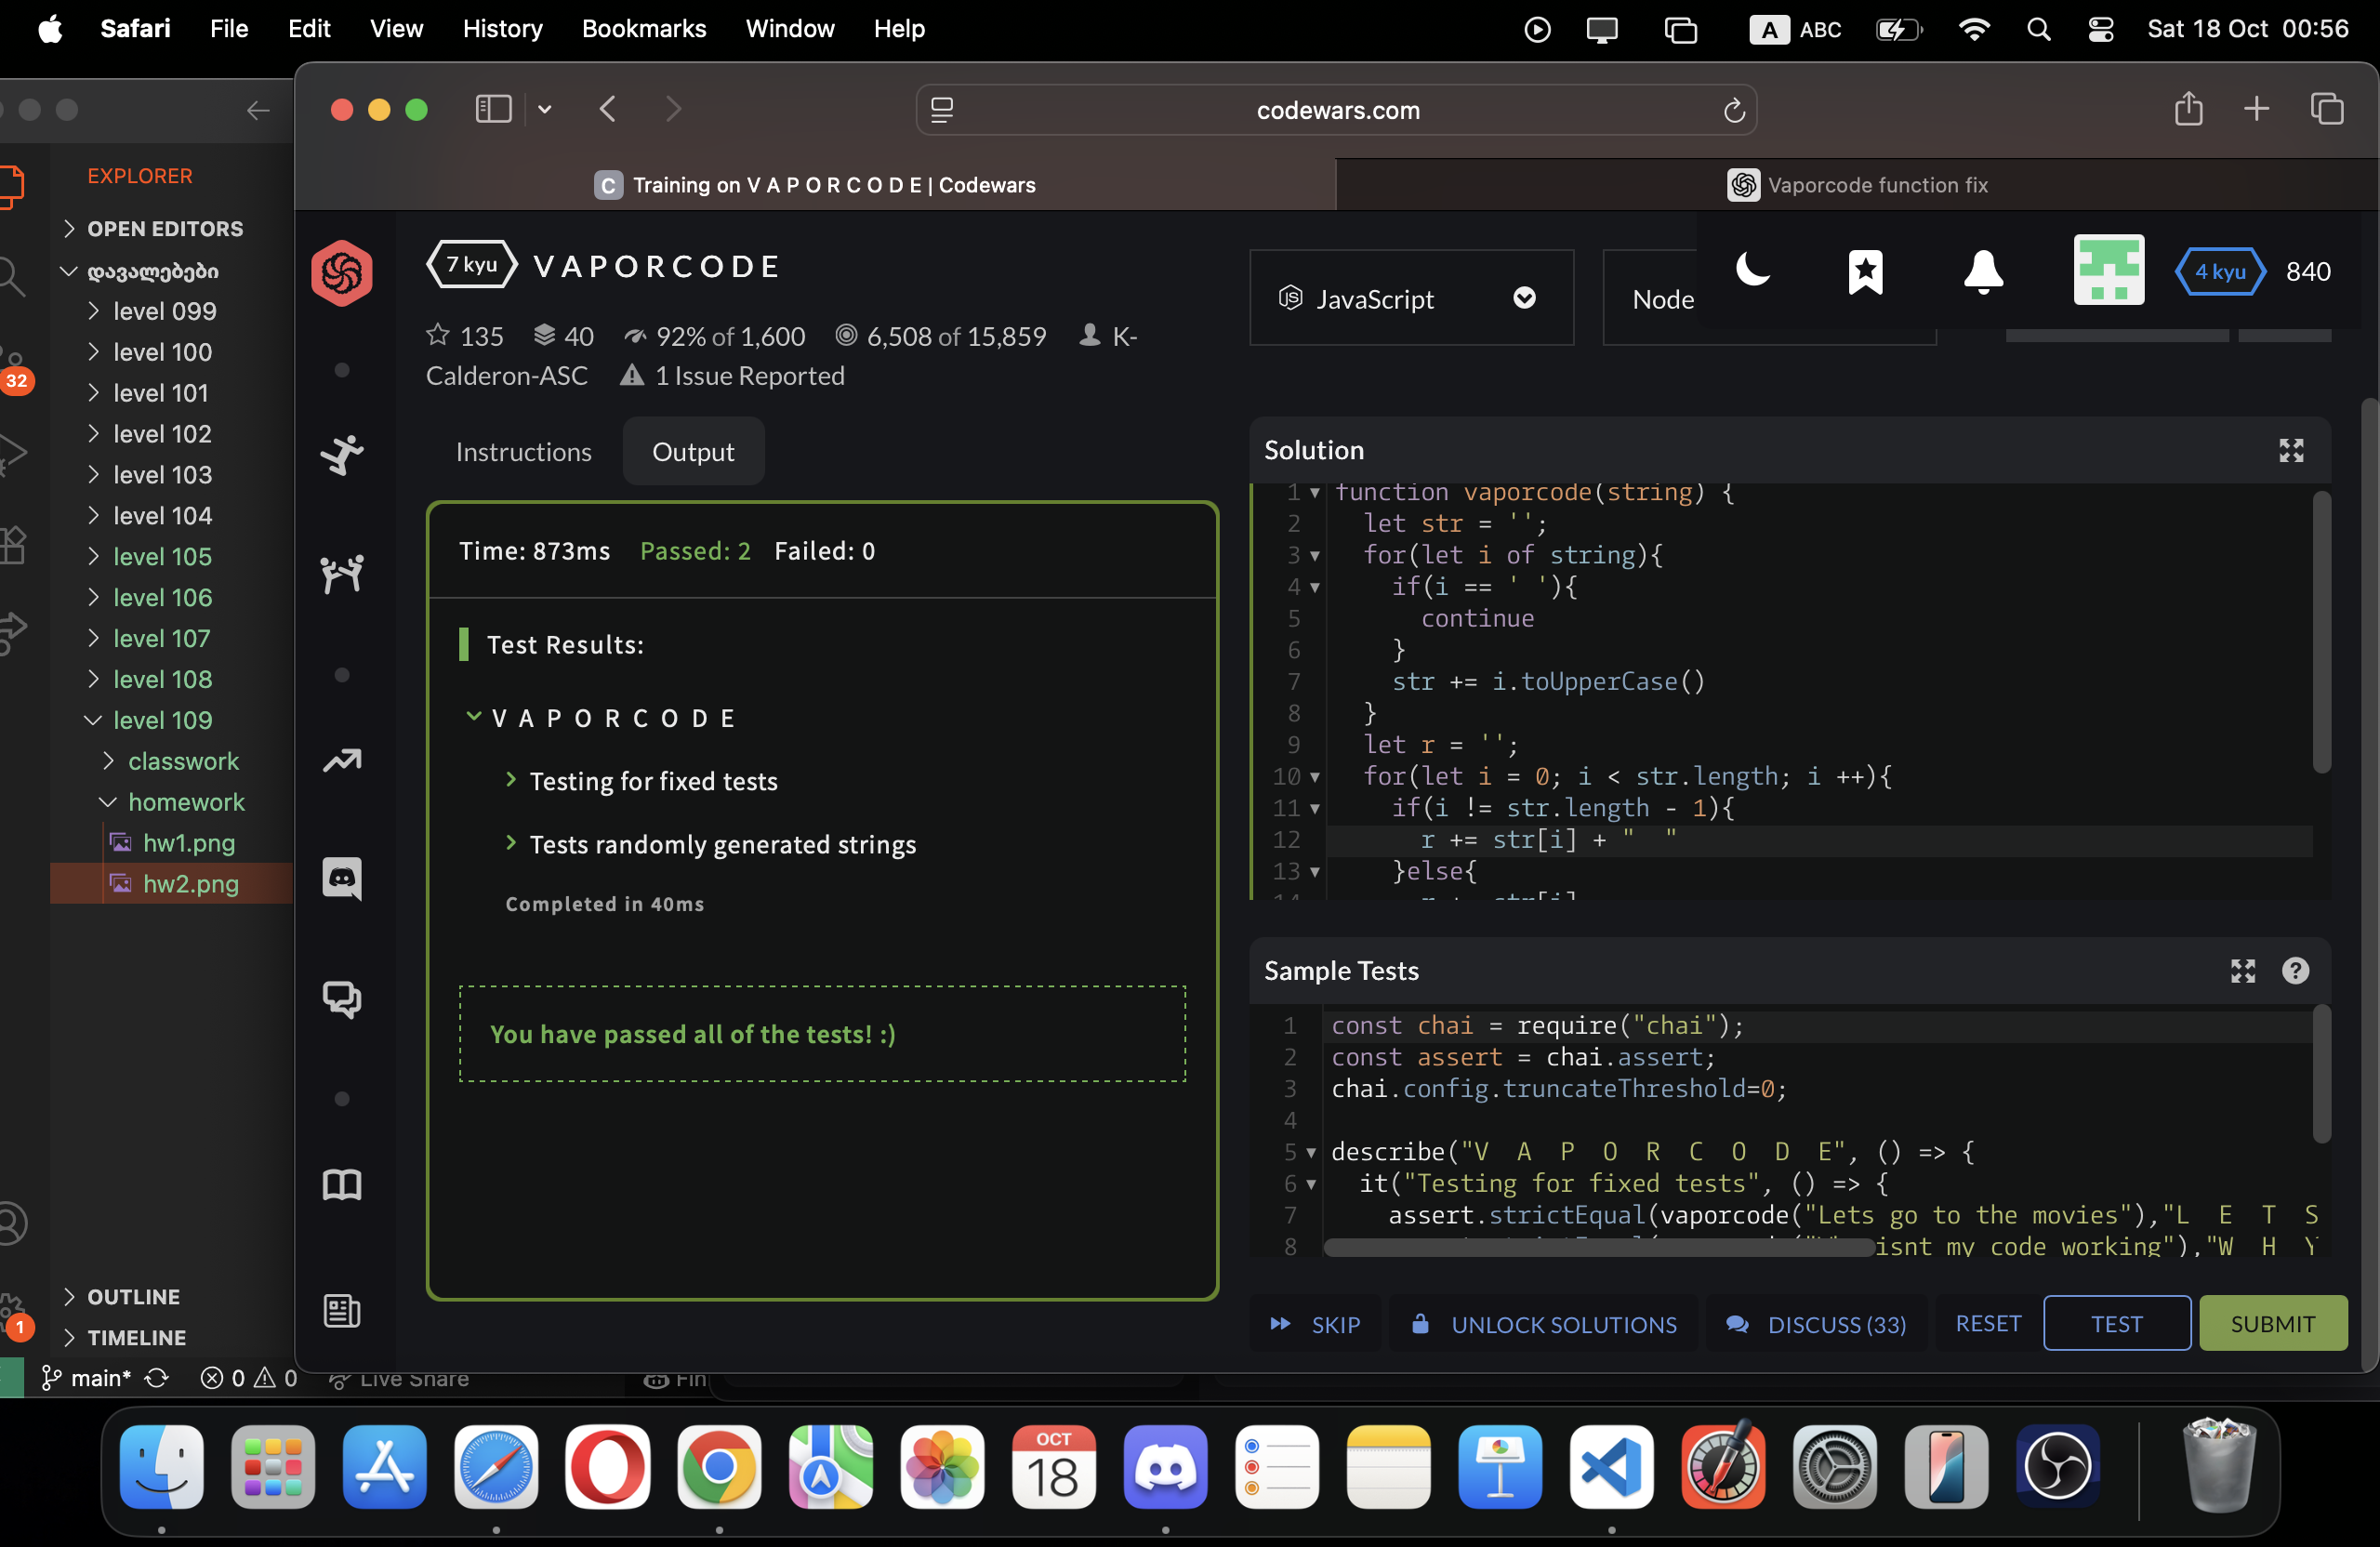 Safari File Edit View History Bookmarks Window Help A ABC Sat 18 Oct 00:56
codewars.com
C Training on V A P O R C O D E | Codewars
Vaporcode function fix
EXPLORER
OPEN EDITORS
დავალებები
level 099
level 100
level 101
level 102
level 103
level 104
level 105
level 106
level 107
level 108
level 109
classwork
homework
hw1.png
hw2.png
OUTLINE
TIMELINE
32
1
main* 0 0 Live Share
Fin
7 kyu V A P O R C O D E
135 40 92% of 1,600 6,508 of 15,859 K-
Calderon-ASC 1 Issue Reported
JavaScript
Node
4 kyu 840
Instructions
Output
Time: 873ms Passed: 2 Failed: 0
Test Results:
V A P O R C O D E
Testing for fixed tests
Tests randomly generated strings
Completed in 40ms
You have passed all of the tests! :)
Solution
1 function vaporcode(string) {
2 let str = '';
3 for(let i of string){
4 if(i == ' '){
5 continue
6 }
7 str += i.toUpperCase()
8 }
9 let r = '';
10 for(let i = 0; i < str.length; i ++){
11 if(i != str.length - 1){
12 r += str[i] + "  "
13 }else{
Sample Tests
1 const chai = require("chai");
2 const assert = chai.assert;
3 chai.config.truncateThreshold=0;
4
5 describe("V  A  P  O  R  C  O  D  E", () => {
6 it("Testing for fixed tests", () => {
7 assert.strictEqual(vaporcode("Lets go to the movies"),"L  E  T  S
8 isnt my code working"),"W  H  Y
SKIP UNLOCK SOLUTIONS DISCUSS (33) RESET TEST SUBMIT
OCT
18